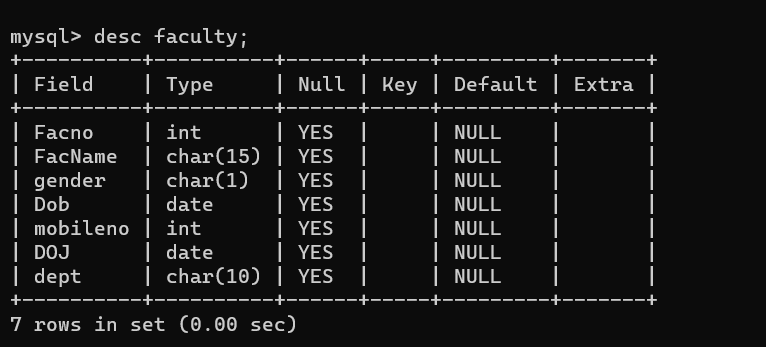 mysql> desc faculty;
+----------+----------+------+-----+---------+-------+
| Field    | Type     | Null | Key | Default | Extra |
+----------+----------+------+-----+---------+-------+
| Facno    | int      | YES  |     | NULL    |       |
| FacName  | char(15) | YES  |     | NULL    |       |
| gender   | char(1)  | YES  |     | NULL    |       |
| Dob      | date     | YES  |     | NULL    |       |
| mobileno | int      | YES  |     | NULL    |       |
| DOJ      | date     | YES  |     | NULL    |       |
| dept     | char(10) | YES  |     | NULL    |       |
+----------+----------+------+-----+---------+-------+
7 rows in set (0.00 sec)